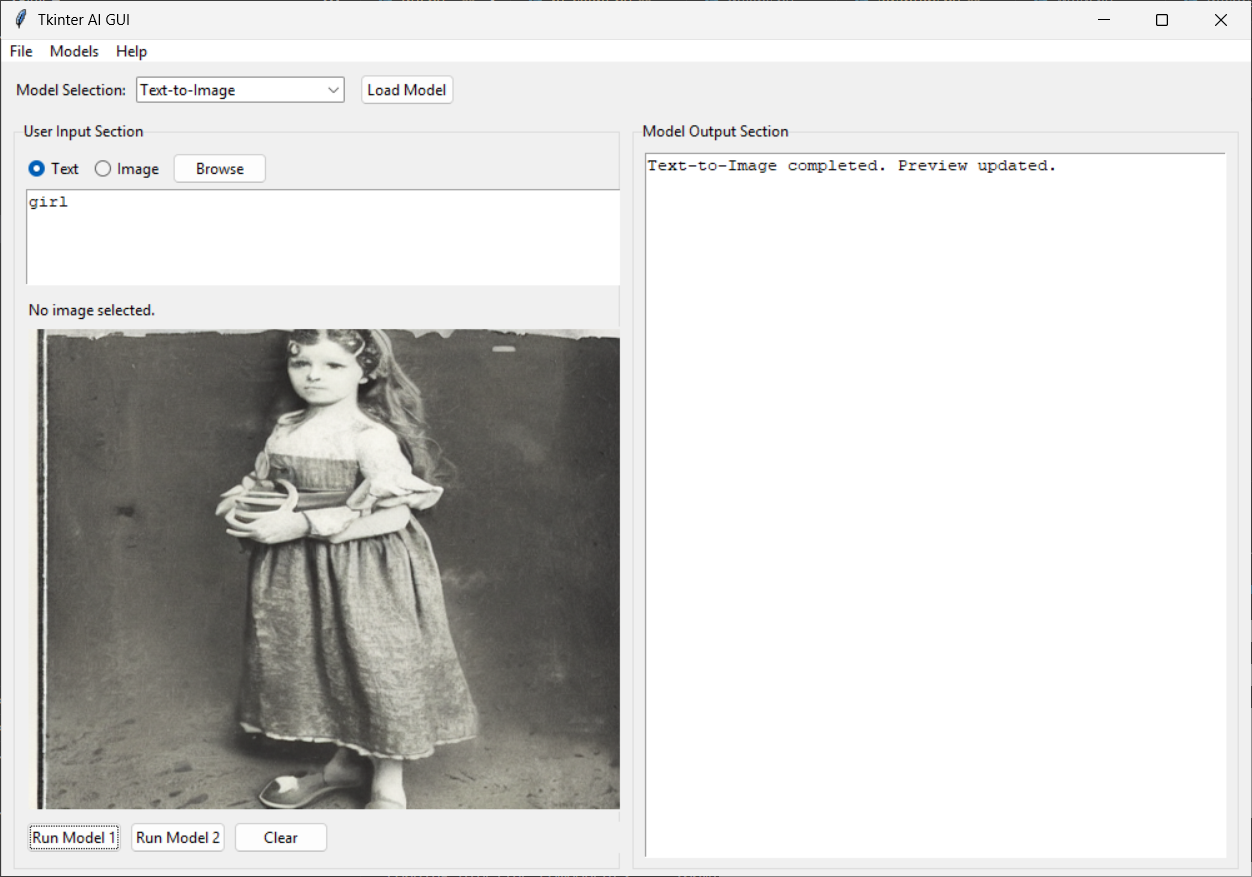 Tkinter AI GUI
File Models Help
Model Selection: Text-to-Image Load Model
User Input Section
Text Image Browse
girl
No image selected.
Run Model 1 Run Model 2 Clear
Model Output Section
Text-to-Image completed. Preview updated.